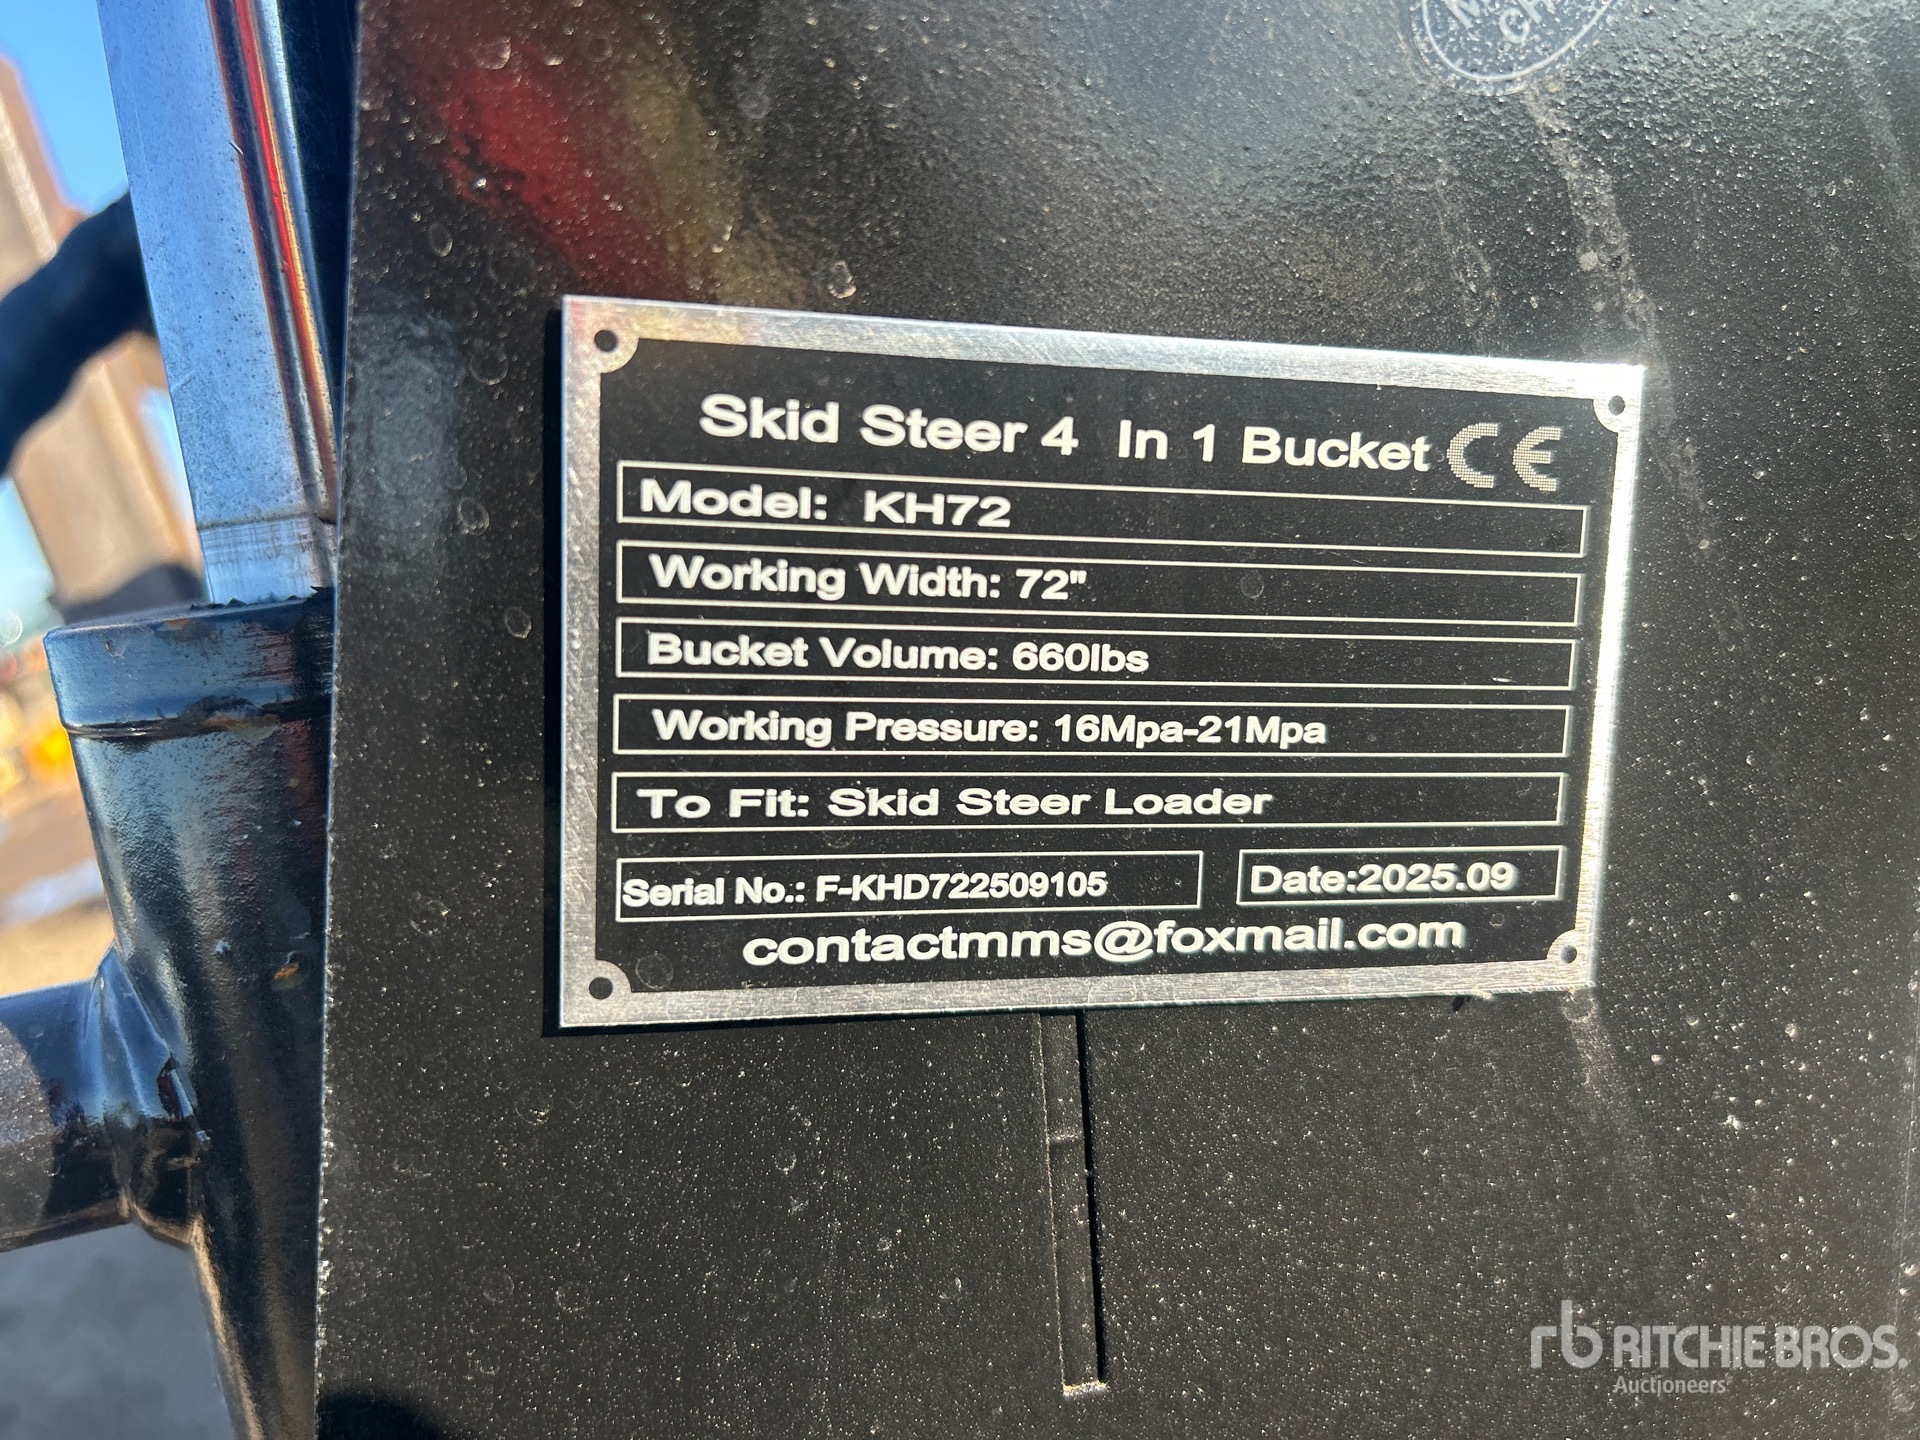 Skid Steer 4 In 1 Bucket CE
Model: KH72
Working Width: 72"
Bucket Volume: 660lbs
Working Pressure: 16Mpa-21Mpa
To Fit: Skid Steer Loader
Serial No.: F-KHD722509105
Date:2025.09
contactmms@foxmail.com
rb RITCHIE BROS.
Auctioneers